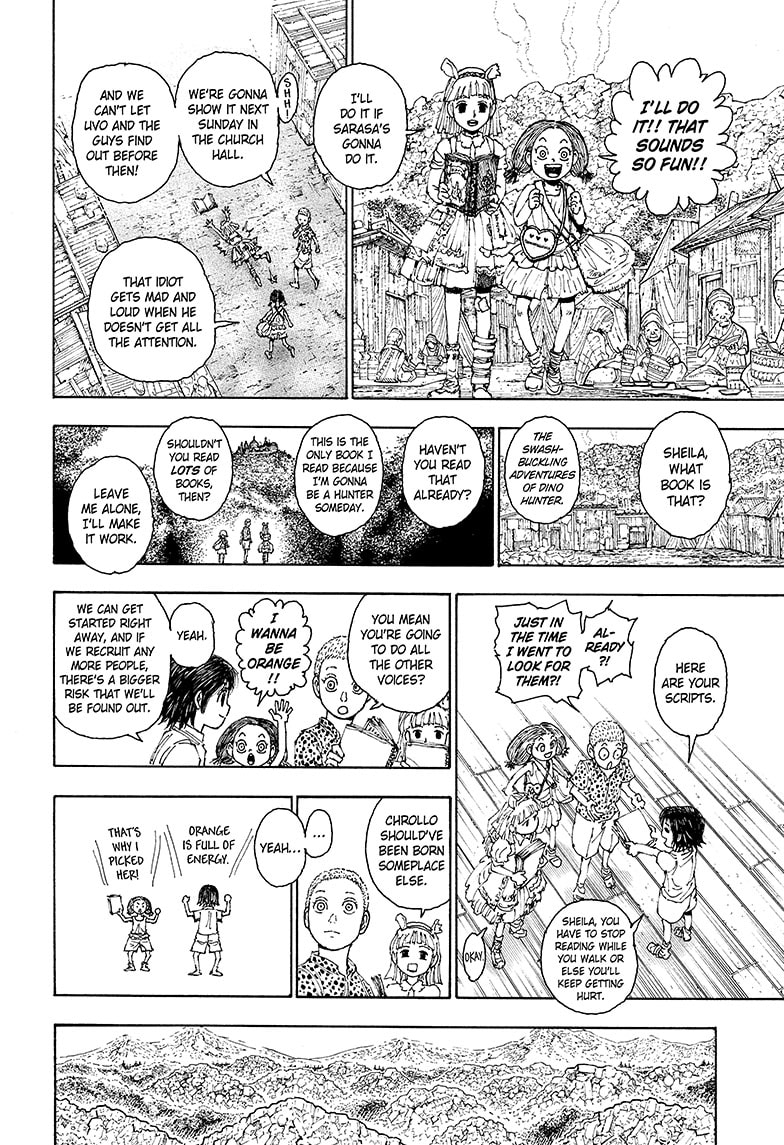 I'LL DO
IT!! THAT
SOUNDS
SO FUN!!
I'LL
DO IT IF
SARASA'S
GONNA
DO IT.
SHH!
WE'RE GONNA
SHOW IT NEXT
SUNDAY IN
THE CHURCH
HALL.
AND WE
CAN'T LET
UVO AND THE
GUYS FIND
OUT BEFORE
THEN!
THAT IDIOT
GETS MAD AND
LOUD WHEN HE
DOESN'T GET ALL
THE ATTENTION.
SHEILA,
WHAT
BOOK IS
THAT?
THE
SWASH-
BUCKLING
ADVENTURES
OF DINO
HUNTER.
HAVEN'T
YOU READ
THAT
ALREADY?
THIS IS THE
ONLY BOOK I
READ BECAUSE
I'M GONNA
BE A HUNTER
SOMEDAY.
SHOULDN'T
YOU READ
LOTS OF
BOOKS,
THEN?
LEAVE
ME ALONE,
I'LL MAKE
IT WORK.
HERE
ARE YOUR
SCRIPTS.
AL-
READY
?!
JUST IN
THE TIME
I WENT TO
LOOK FOR
THEM?!
SHEILA, YOU
HAVE TO STOP
READING WHILE
YOU WALK OR
ELSE YOU'LL
KEEP GETTING
HURT.
OKAY.
YOU MEAN
YOU'RE GOING
TO DO ALL
THE OTHER
VOICES?
I
WANNA
BE
ORANGE
!!
YEAH.
WE CAN GET
STARTED RIGHT
AWAY, AND IF
WE RECRUIT ANY
MORE PEOPLE,
THERE'S A BIGGER
RISK THAT WE'LL
BE FOUND OUT.
CHROLLO
SHOULD'VE
BEEN BORN
SOMEPLACE
ELSE.
...
YEAH...
ORANGE
IS FULL OF
ENERGY.
THAT'S
WHY I
PICKED
HER!